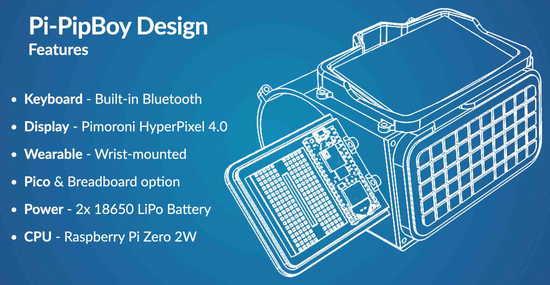 Pi-PipBoy Design
Features
• Keyboard - Built-in Bluetooth
• Display - Pimoroni HyperPixel 4.0
• Wearable - Wrist-mounted
• Pico & Breadboard option
• Power - 2x 18650 LiPo Battery
• CPU - Raspberry Pi Zero 2W